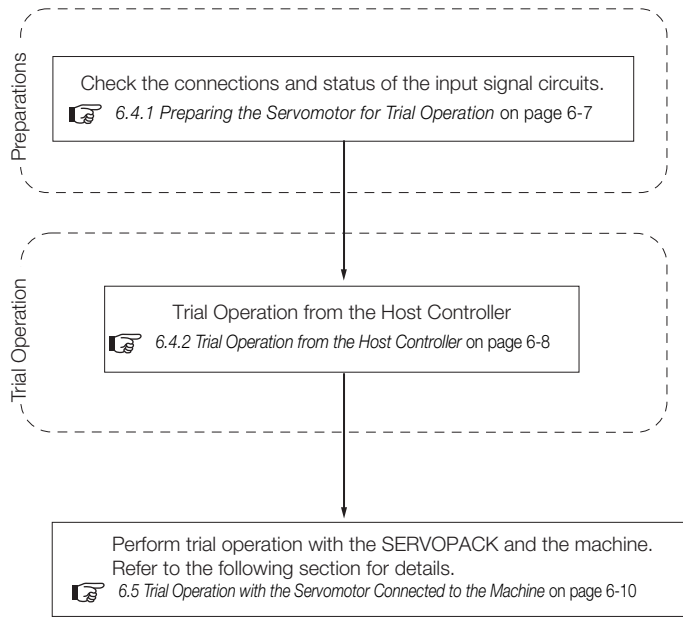 Preparations
Check the connections and status of the input signal circuits.
6.4.1 Preparing the Servomotor for Trial Operation on page 6-7
Trial Operation
Trial Operation from the Host Controller
6.4.2 Trial Operation from the Host Controller on page 6-8
Perform trial operation with the SERVOPACK and the machine.
Refer to the following section for details.
6.5 Trial Operation with the Servomotor Connected to the Machine on page 6-10